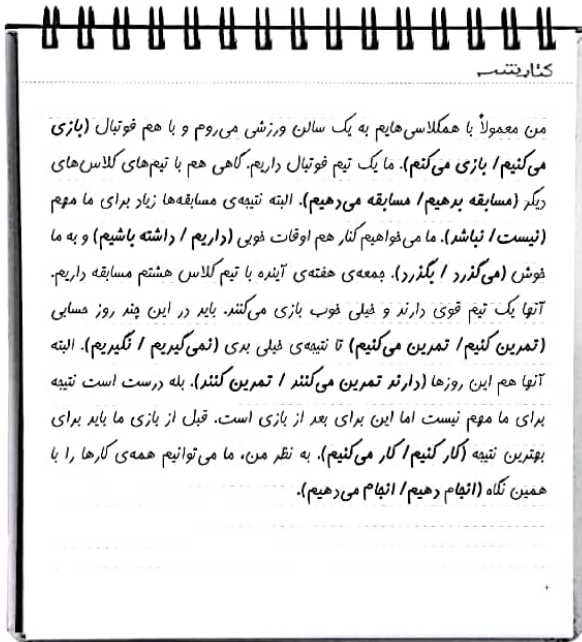 کتاریتنتب
من معمولاً با همکلاسی‌هایم به یک سالن ورزشی می‌روم و با هم فوتبال (بازی
می‌کنیم/ بازی می‌کنم). ما یک تیم فوتبال داریم. گاهی هم با تیم‌های کلاس‌های
دیگر (مسابقه بدهیم/ مسابقه می‌دهیم). البته نتیجه‌ی مسابقه‌ها زیاد برای ما مهم
(نیست/ نباشد). ما می‌خواهیم کنار هم اوقات خوبی (داریم / داشته باشیم) و به ما
خوش (می‌گذرد / بگذرد). جمعه‌ی هفته‌ی آینده با تیم کلاس هشتم مسابقه داریم.
آنها یک تیم قوی دارند و خیلی خوب بازی می‌کنند. باید در این چند روز حسابی
(تمرین کنیم/ تمرین می‌کنیم) تا نتیجه‌ی خیلی بدی (نمی‌گیریم / نگیریم). البته
آنها هم این روزها (دارند تمرین می‌کنند / تمرین کنند). بله درست است نتیجه
برای ما مهم نیست اما این برای بعد از بازی است. قبل از بازی ما باید برای
بهترین نتیجه (کار کنیم/ کار می‌کنیم). به نظر من، ما می‌توانیم همه‌ی کارها را با
همین نگاه (انجام دهیم/ انجام می‌دهیم).